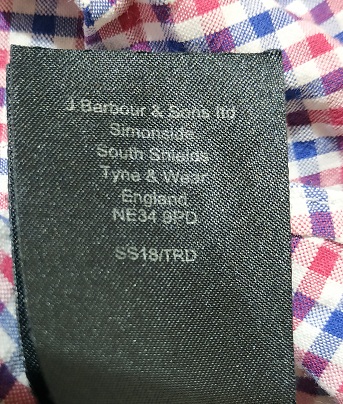 J Barbour & Sons ltd
Simonside
South Shields
Tyne & Wear
England
NE34 9PD
SS18/TRD